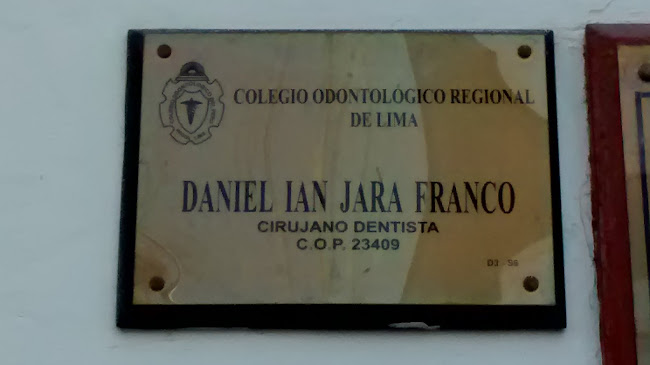 COLEGIO ODONTOLÓGICO REGIONAL
DE LIMA
DANIEL IAN JARA FRANCO
CIRUJANO DENTISTA
C.O.P. 23409